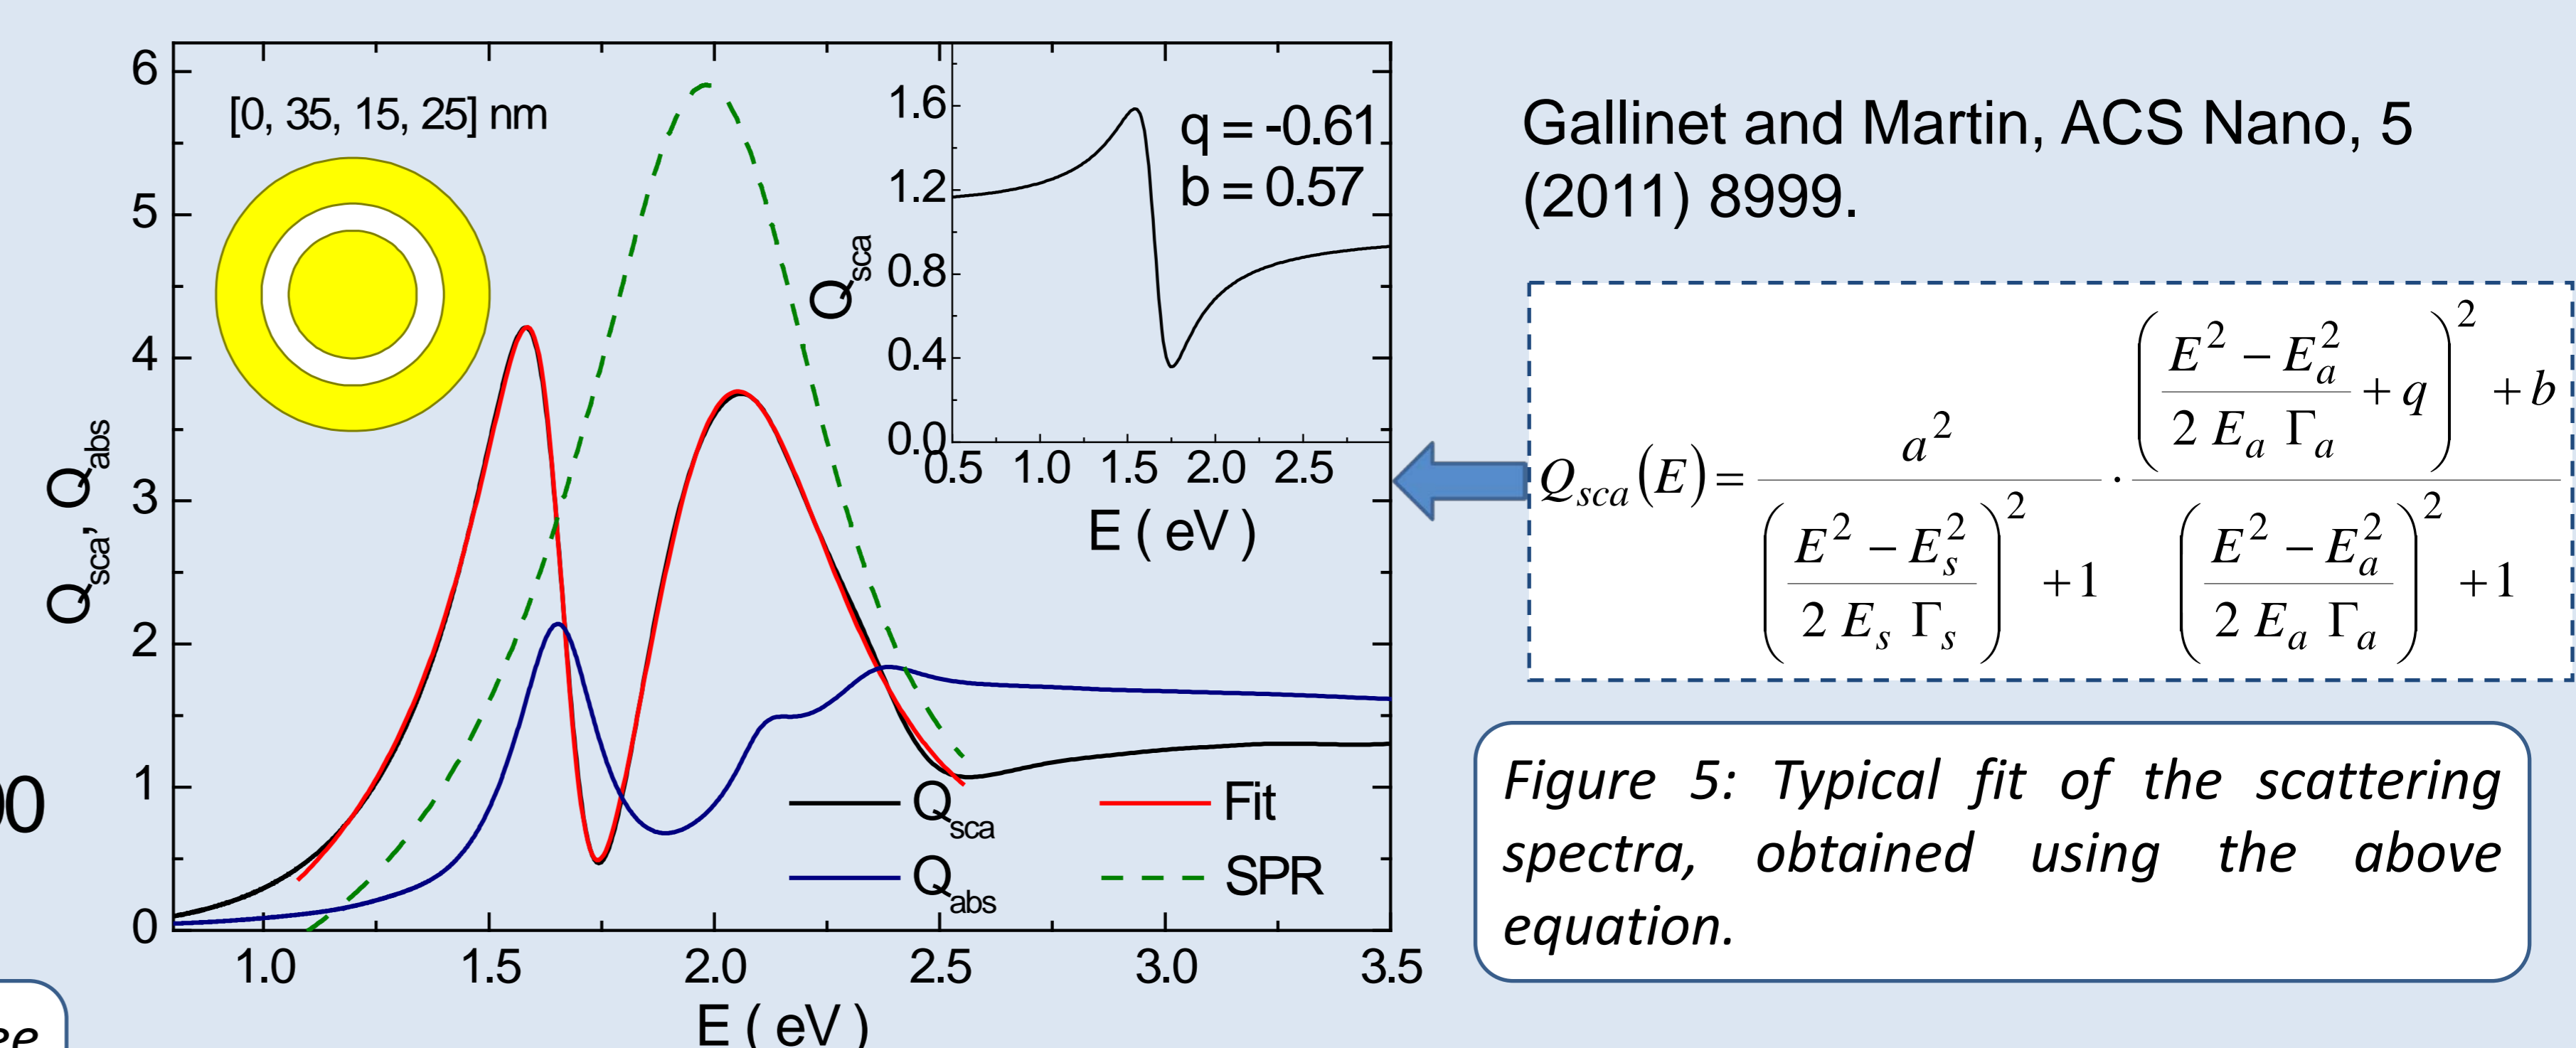 [0, 35, 15, 25] nm
6
5
4
3
2
1
0
Q_sca, Q_abs
1.0 1.5 2.0 2.5 3.0 3.5
E ( eV )
Q_sca
Fit
Q_abs
SPR
q = -0.61
b = 0.57
1.6
1.2
0.8
0.4
0.0
Q_sca
0.5 1.0 1.5 2.0 2.5
E ( eV )
Gallinet and Martin, ACS Nano, 5
(2011) 8999.
Q_sca(E) = a^2 / (((E^2 − E_s^2) / (2 E_s Γ_s))^2 + 1) · (((E^2 − E_a^2) / (2 E_a Γ_a) + q)^2 + b) / (((E^2 − E_a^2) / (2 E_a Γ_a))^2 + 1)
Figure 5: Typical fit of the scattering
spectra, obtained using the above
equation.